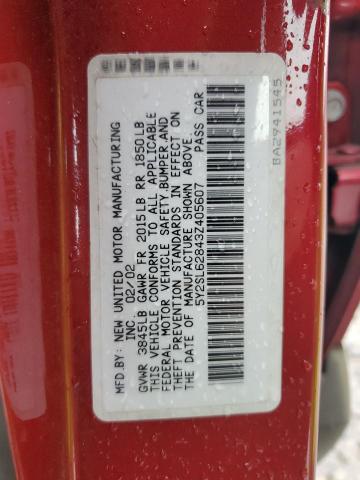 MFD.BY: NEW UNITED MOTOR MANUFACTURING
INC. 02/02
GVWR 3845LB GAWR FR 2015LB RR 1850LB
THIS VEHICLE CONFORMS TO ALL APPLICABLE
FEDERAL MOTOR VEHICLE SAFETY,BUMPER,AND
THEFT PREVENTION STANDARDS IN EFFECT ON
THE DATE OF MANUFACTURE SHOWN ABOVE
5Y2SL62843Z405607 PASS CAR
BA2941545